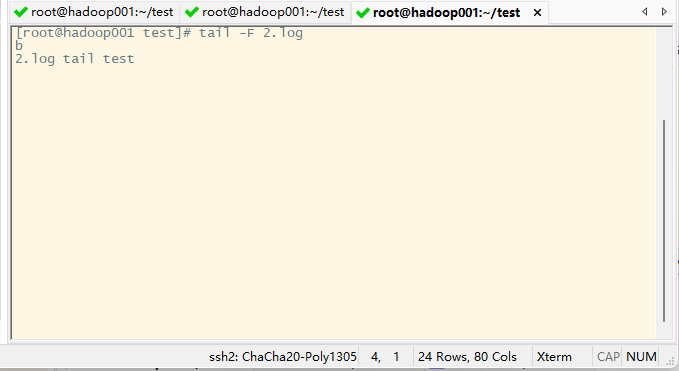 root@hadoop001:~/test root@hadoop001:~/test root@hadoop001:~/test ×
[root@hadoop001 test]# tail -F 2.log
b
2.log tail test
ssh2: ChaCha20-Poly1305 4, 1 24 Rows, 80 Cols Xterm CAP NUM